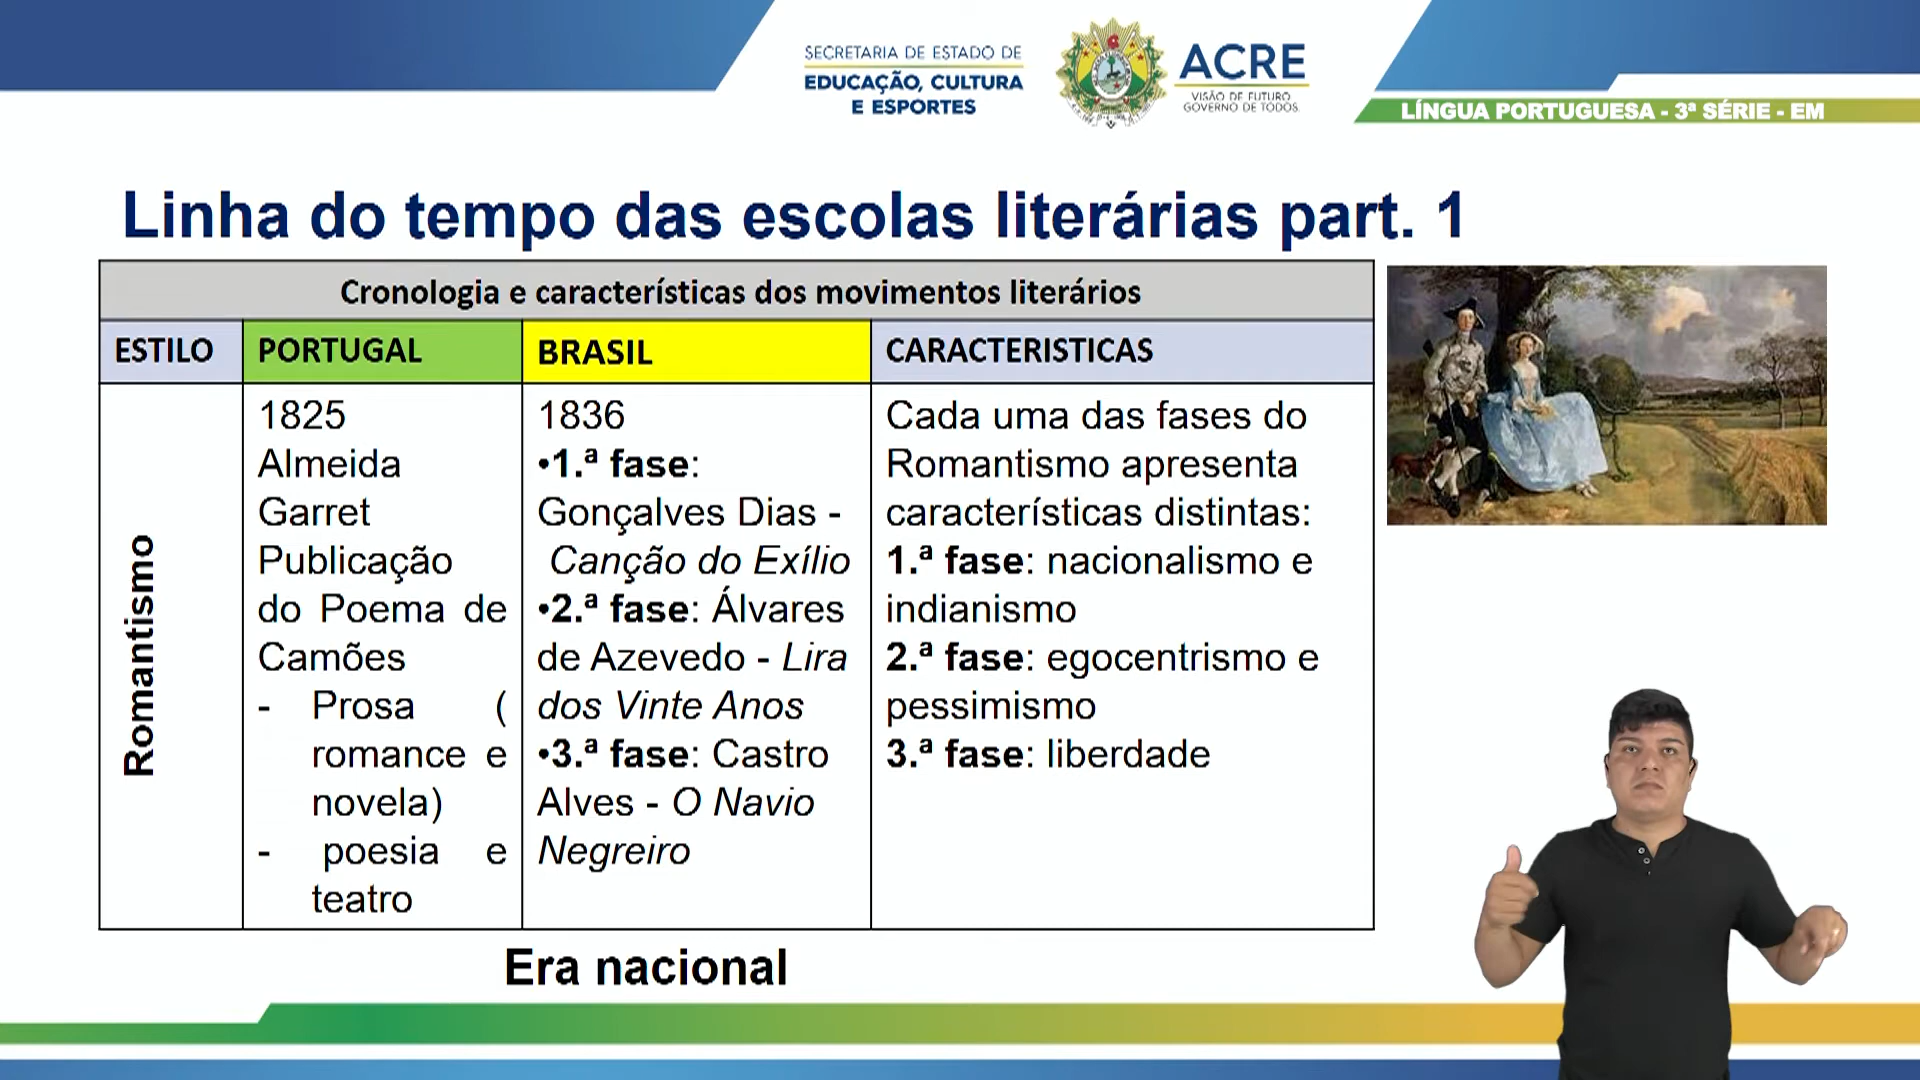 SECRETARIA DE ESTADO DE
EDUCAÇÃO, CULTURA
E ESPORTES
ACRE
VISÃO DE FUTURO
GOVERNO DE TODOS
LÍNGUA PORTUGUESA - 3ª SÉRIE - EM
Linha do tempo das escolas literárias part. 1
Cronologia e características dos movimentos literários
ESTILO
PORTUGAL
BRASIL
CARACTERISTICAS
Romantismo
1825
Almeida
Garret
Publicação
do Poema de
Camões
- Prosa (
romance e
novela)
- poesia e
teatro
1836
•1.ª fase:
Gonçalves Dias -
Canção do Exílio
•2.ª fase: Álvares
de Azevedo - Lira
dos Vinte Anos
•3.ª fase: Castro
Alves - O Navio
Negreiro
Cada uma das fases do
Romantismo apresenta
características distintas:
1.ª fase: nacionalismo e
indianismo
2.ª fase: egocentrismo e
pessimismo
3.ª fase: liberdade
Era nacional